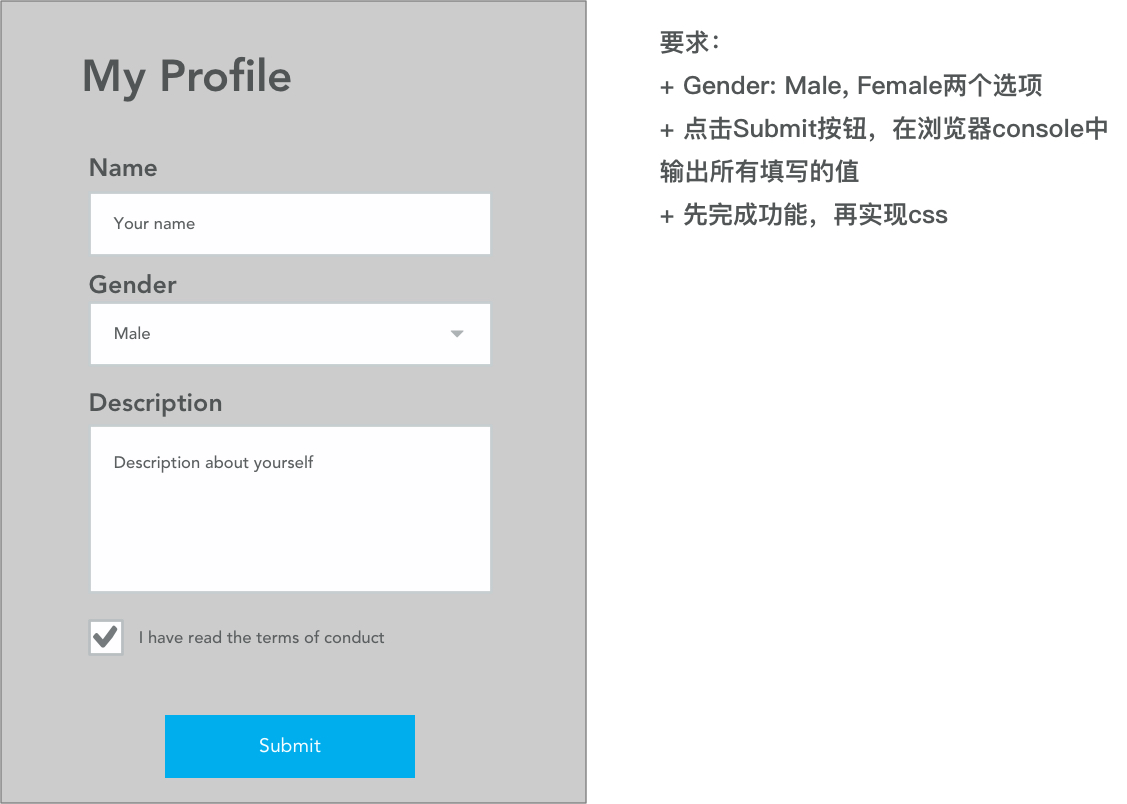 My Profile
Name
Your name
Gender
Male
Description
Description about yourself
I have read the terms of conduct
Submit
要求：
+ Gender: Male, Female两个选项
+ 点击Submit按钮，在浏览器console中
输出所有填写的值
+ 先完成功能，再实现css